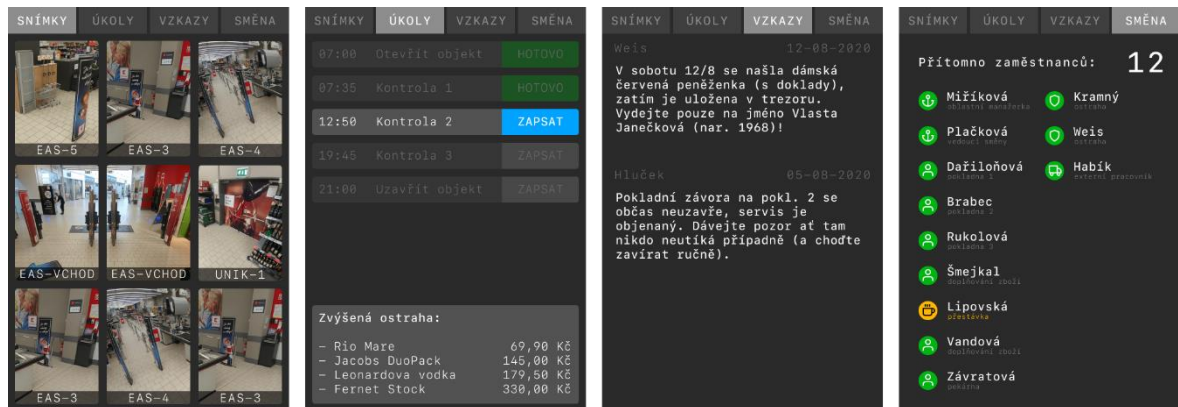 SNÍMKY ÚKOLY VZKAZY SMĚNA
EAS-5 EAS-3 EAS-4
EAS-VCHOD EAS-VCHOD UNIK-1
EAS-3 EAS-4 EAS-3
SNÍMKY ÚKOLY VZKAZY SMĚNA
07:00 Otevřít objekt HOTOVO
07:35 Kontrola 1 HOTOVO
12:50 Kontrola 2 ZAPSAT
19:45 Kontrola 3 ZAPSAT
21:00 Uzavřít objekt ZAPSAT
Zvýšená ostraha:
– Rio Mare 69,90 Kč
– Jacobs DuoPack 145,00 Kč
– Leonardova vodka 179,50 Kč
– Fernet Stock 330,00 Kč
SNÍMKY ÚKOLY VZKAZY SMĚNA
Weis 12-08-2020
V sobotu 12/8 se našla dámská
červená peněženka (s doklady),
zatím je uložena v trezoru.
Vydejte pouze na jméno Vlasta
Janečková (nar. 1968)!
Hluček 05-08-2020
Pokladní závora na pokl. 2 se
občas neuzavře, servis je
objenaný. Dávejte pozor ať tam
nikdo neutíká případně (a choďte
zavírat ručně).
SNÍMKY ÚKOLY VZKAZY SMĚNA
Přítomno zaměstnanců: 12
Miříková
oblastní manažerka
Kramný
ostraha
Plačková
vedoucí směny
Weis
ostraha
Dařiloňová
pokladna 1
Habík
externí pracovník
Brabec
pokladna 2
Rukolová
pokladna 3
Šmejkal
doplňování zboží
Lipovská
přestávka
Vandová
doplňování zboží
Závratová
pekárna